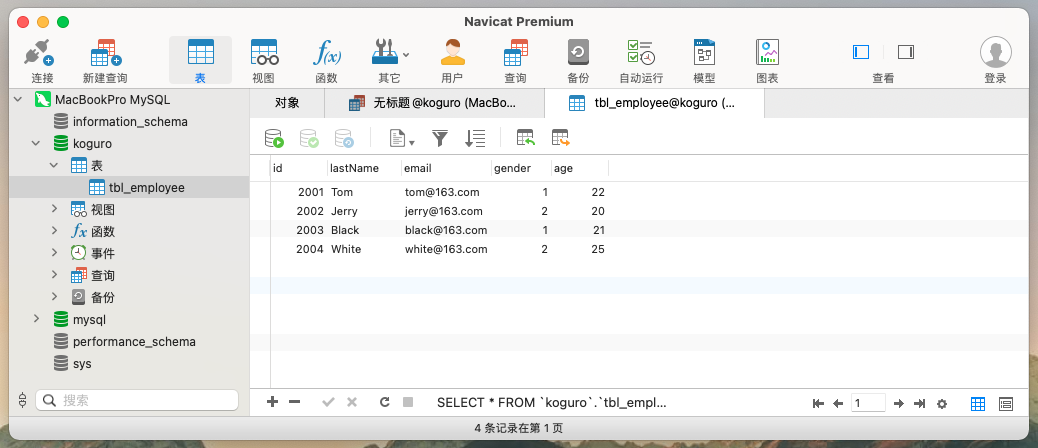 Navicat Premium
连接
新建查询
表
视图
f(x)
函数
其它
用户
查询
备份
自动运行
模型
图表
查看
登录
MacBookPro MySQL
information_schema
koguro
表
tbl_employee
视图
fx 函数
事件
查询
备份
mysql
performance_schema
sys
搜索
对象
无标题 @koguro (MacBo...
tbl_employee@koguro (...
id lastName email gender age
2001 Tom tom@163.com 1 22
2002 Jerry jerry@163.com 2 20
2003 Black black@163.com 1 21
2004 White white@163.com 2 25
SELECT * FROM `koguro`.`tbl_empl...
1
4 条记录在第 1 页